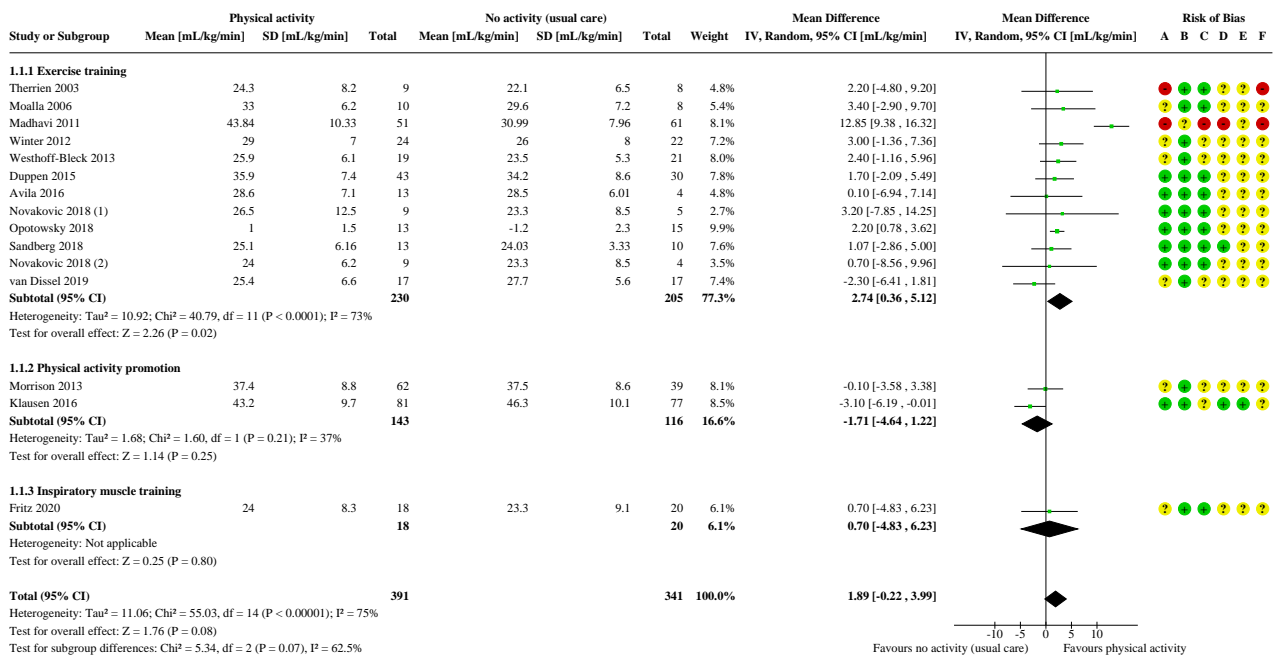 Physical activity No activity (usual care) Mean Difference Mean Difference Risk of Bias
Study or Subgroup Mean [mL/kg/min] SD [mL/kg/min] Total Mean [mL/kg/min] SD [mL/kg/min] Total Weight IV, Random, 95% CI [mL/kg/min] IV, Random, 95% CI [mL/kg/min] A B C D E F
1.1.1 Exercise training
Therrien 2003 24.3 8.2 9 22.1 6.5 8 4.8% 2.20 [-4.80 , 9.20] - + + ? ? -
Moalla 2006 33 6.2 10 29.6 7.2 8 5.4% 3.40 [-2.90 , 9.70] ? + + ? ? ?
Madhavi 2011 43.84 10.33 51 30.99 7.96 61 8.1% 12.85 [9.38 , 16.32] - ? - - ? -
Winter 2012 29 7 24 26 8 22 7.2% 3.00 [-1.36 , 7.36] ? + ? ? ? ?
Westhoff-Bleck 2013 25.9 6.1 19 23.5 5.3 21 8.0% 2.40 [-1.16 , 5.96] ? + ? ? ? ?
Duppen 2015 35.9 7.4 43 34.2 8.6 30 7.8% 1.70 [-2.09 , 5.49] + + + ? ? ?
Avila 2016 28.6 7.1 13 28.5 6.01 4 4.8% 0.10 [-6.94 , 7.14] + + + ? ? ?
Novakovic 2018 (1) 26.5 12.5 9 23.3 8.5 5 2.7% 3.20 [-7.85 , 14.25] + + + ? ? ?
Opotowsky 2018 1 1.5 13 -1.2 2.3 15 9.9% 2.20 [0.78 , 3.62] + + + ? ? ?
Sandberg 2018 25.1 6.16 13 24.03 3.33 10 7.6% 1.07 [-2.86 , 5.00] + + + + ? ?
Novakovic 2018 (2) 24 6.2 9 23.3 8.5 4 3.5% 0.70 [-8.56 , 9.96] + + + ? ? ?
van Dissel 2019 25.4 6.6 17 27.7 5.6 17 7.4% -2.30 [-6.41 , 1.81] ? + ? ? ? ?
Subtotal (95% CI) 230 205 77.3% 2.74 [0.36 , 5.12]
Heterogeneity: Tau² = 10.92; Chi² = 40.79, df = 11 (P < 0.0001); I² = 73%
Test for overall effect: Z = 2.26 (P = 0.02)
1.1.2 Physical activity promotion
Morrison 2013 37.4 8.8 62 37.5 8.6 39 8.1% -0.10 [-3.58 , 3.38] ? + ? ? ? ?
Klausen 2016 43.2 9.7 81 46.3 10.1 77 8.5% -3.10 [-6.19 , -0.01] + + ? + + ?
Subtotal (95% CI) 143 116 16.6% -1.71 [-4.64 , 1.22]
Heterogeneity: Tau² = 1.68; Chi² = 1.60, df = 1 (P = 0.21); I² = 37%
Test for overall effect: Z = 1.14 (P = 0.25)
1.1.3 Inspiratory muscle training
Fritz 2020 24 8.3 18 23.3 9.1 20 6.1% 0.70 [-4.83 , 6.23] ? + + ? ? ?
Subtotal (95% CI) 18 20 6.1% 0.70 [-4.83 , 6.23]
Heterogeneity: Not applicable
Test for overall effect: Z = 0.25 (P = 0.80)
Total (95% CI) 391 341 100.0% 1.89 [-0.22 , 3.99]
Heterogeneity: Tau² = 11.06; Chi² = 55.03, df = 14 (P < 0.00001); I² = 75%
Test for overall effect: Z = 1.76 (P = 0.08) -10 -5 0 5 10
Test for subgroup differences: Chi² = 5.34, df = 2 (P = 0.07), I² = 62.5% Favours no activity (usual care) Favours physical activity